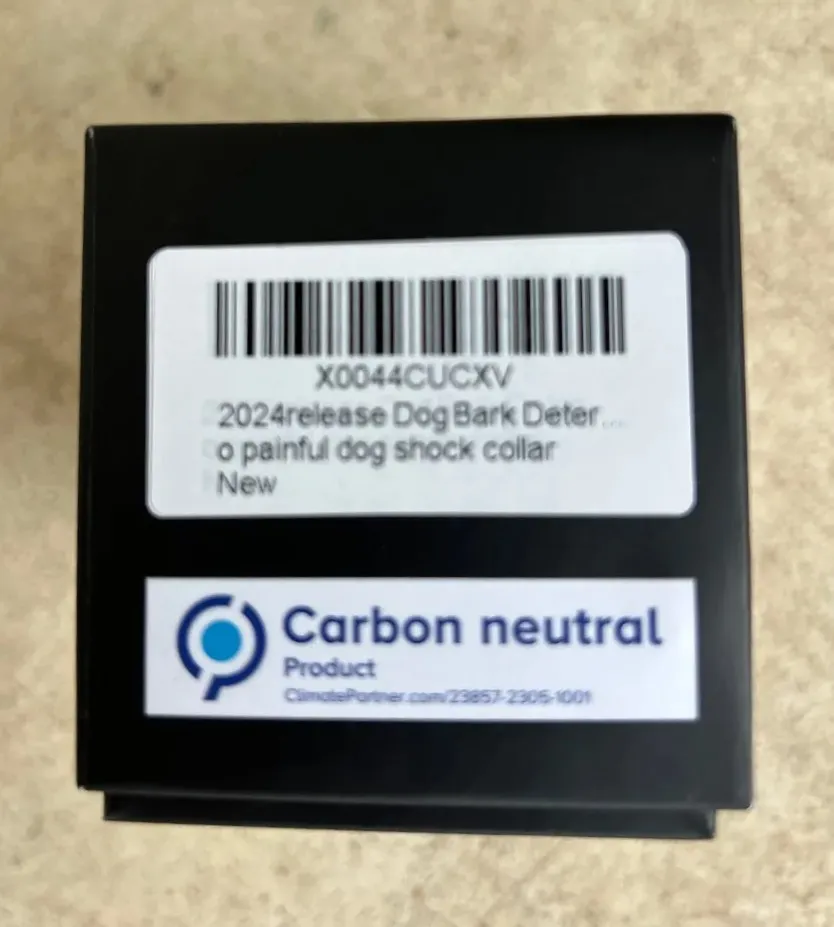 X0044CUCXV
2024release Dog Bark Deter...
o painful dog shock collar
New
Carbon neutral
Product
ClimatePartner.com/23857-2305-1001